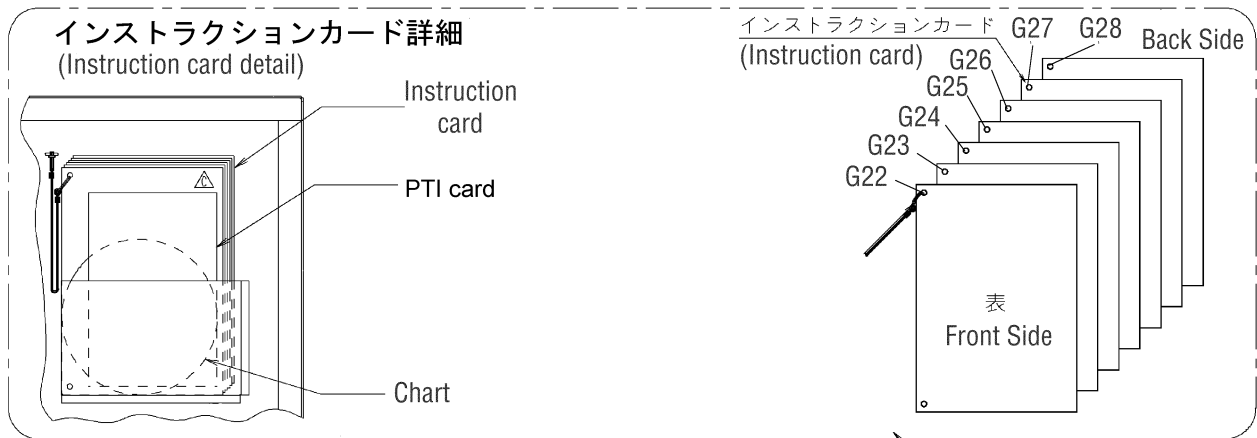 インストラクションカード詳細
(Instruction card detail)
Instruction
card
PTI card
C
Chart
インストラクションカード
(Instruction card)
G22
G23
G24
G25
G26
G27
G28
Back Side
表
Front Side